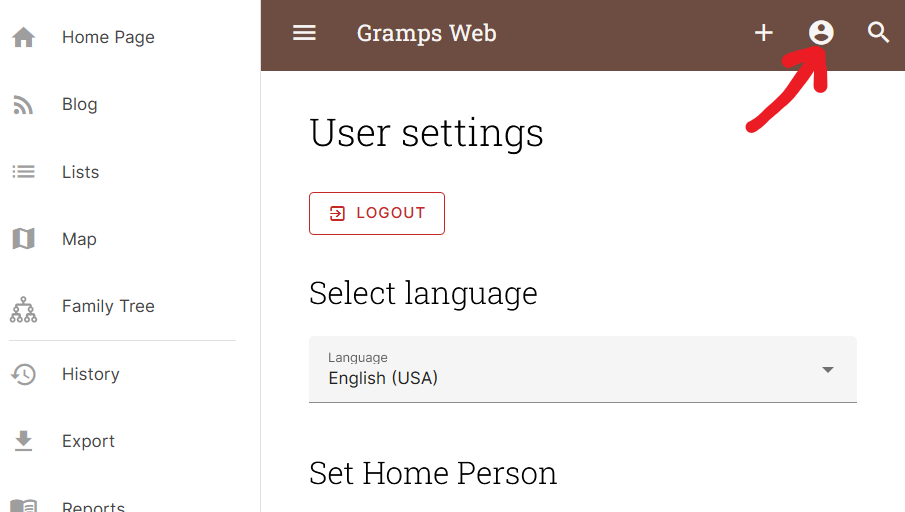 Home Page
Blog
Lists
Map
Family Tree
History
Export
Reports
Gramps Web
User settings
LOGOUT
Select language
Language
English (USA)
Set Home Person